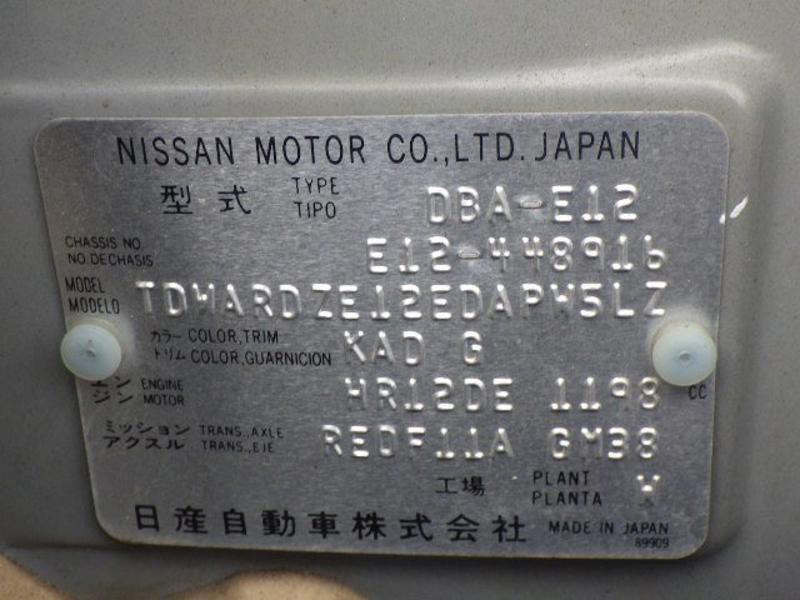 NISSAN MOTOR CO.,LTD. JAPAN
型式 TYPE TIPO DBA-E12
CHASSIS NO. NO.DECHASIS E12-448916
MODEL MODELO TDWARDZE12EDAPW5LZ
カラー COLOR,TRIM
トリム COLOR,GUARNICION KAD G
エン ENGINE
ジン MOTOR HR12DE 1198 CC
ミッション TRANS.,AXLE
アクスル TRANS.,EJE RE0F11A GM38
工場 PLANT PLANTA W
日産自動車株式会社 MADE IN JAPAN
89909